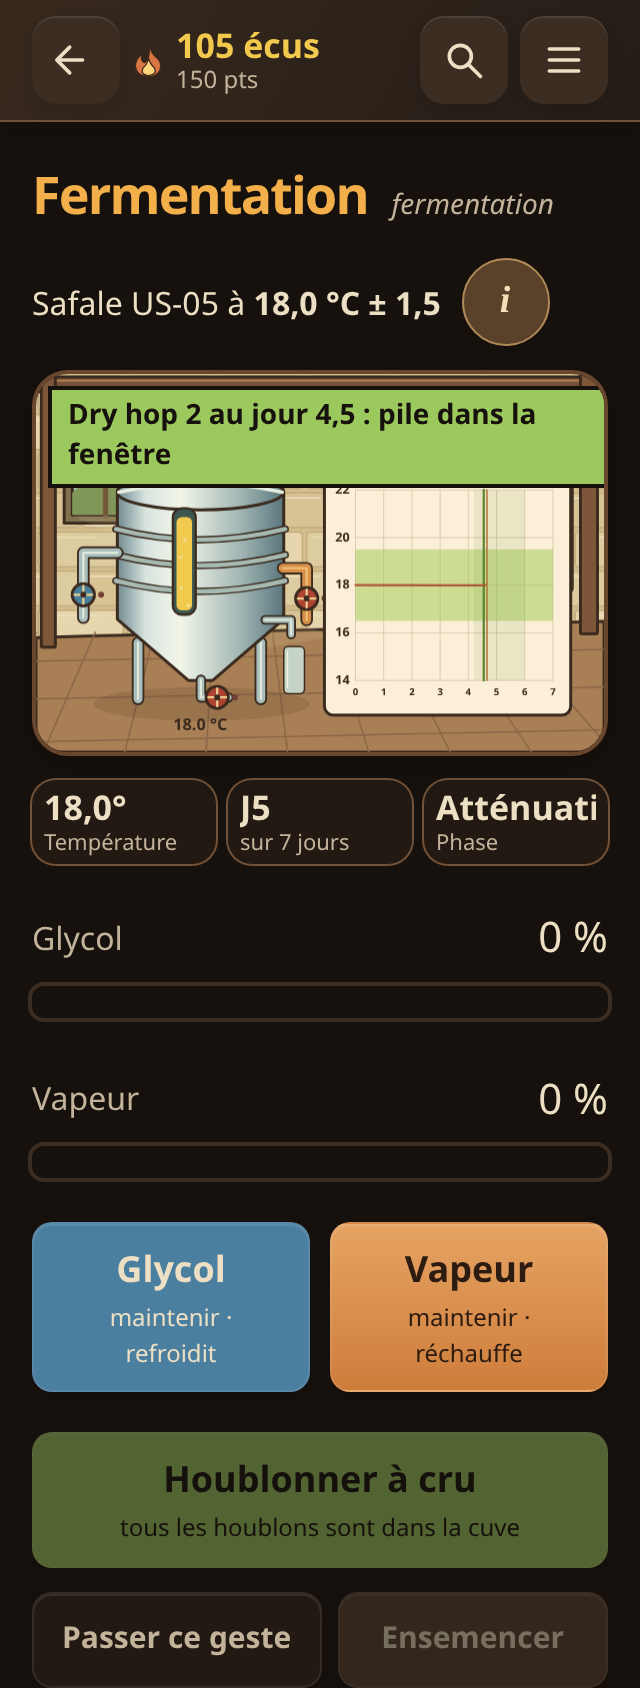 105 écus
150 pts
Fermentation fermentation
Safale US-05 à 18,0 °C ± 1,5 i
Dry hop 2 au jour 4,5 : pile dans la
fenêtre
22
20
18
16
14
0 1 2 3 4 5 6 7
18.0 °C
18,0°
Température
J5
sur 7 jours
Atténuati
Phase
Glycol 0 %
Vapeur 0 %
Glycol
maintenir ·
refroidit
Vapeur
maintenir ·
réchauffe
Houblonner à cru
tous les houblons sont dans la cuve
Passer ce geste
Ensemencer